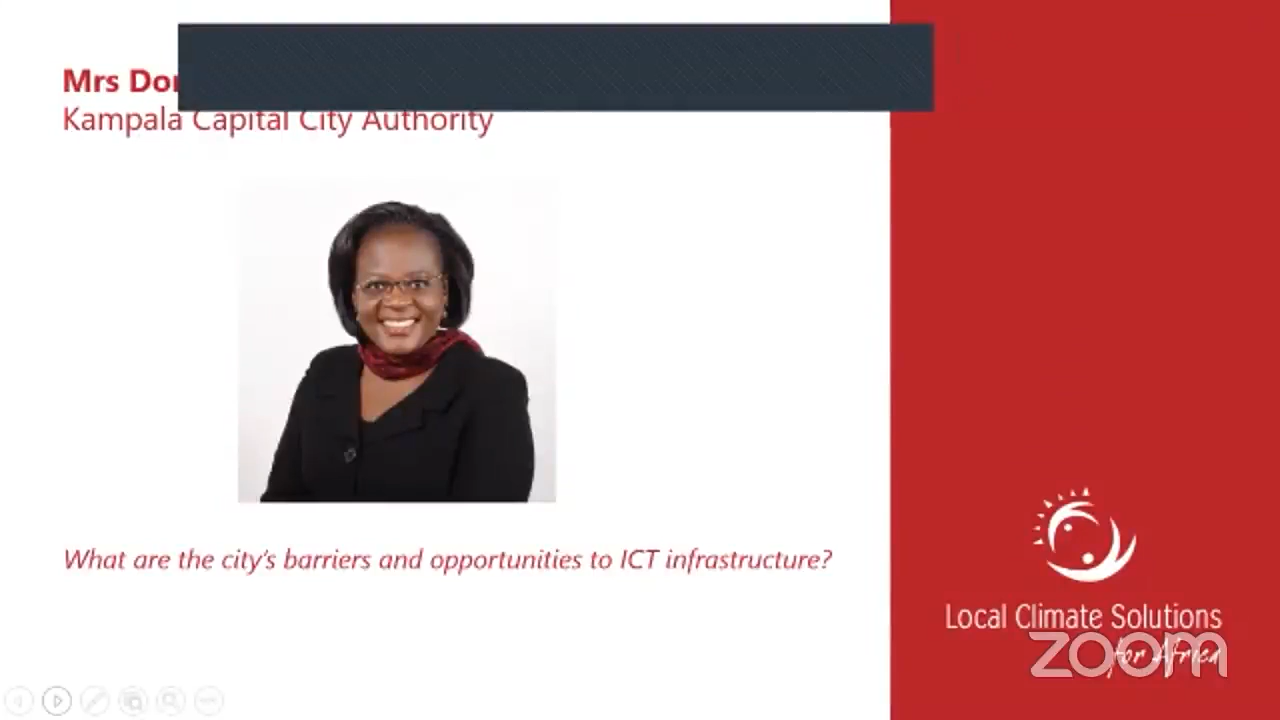 Mrs Dor
Kampala Capital City Authority
What are the city's barriers and opportunities to ICT infrastructure?
Local Climate Solutions
for Africa
zoom